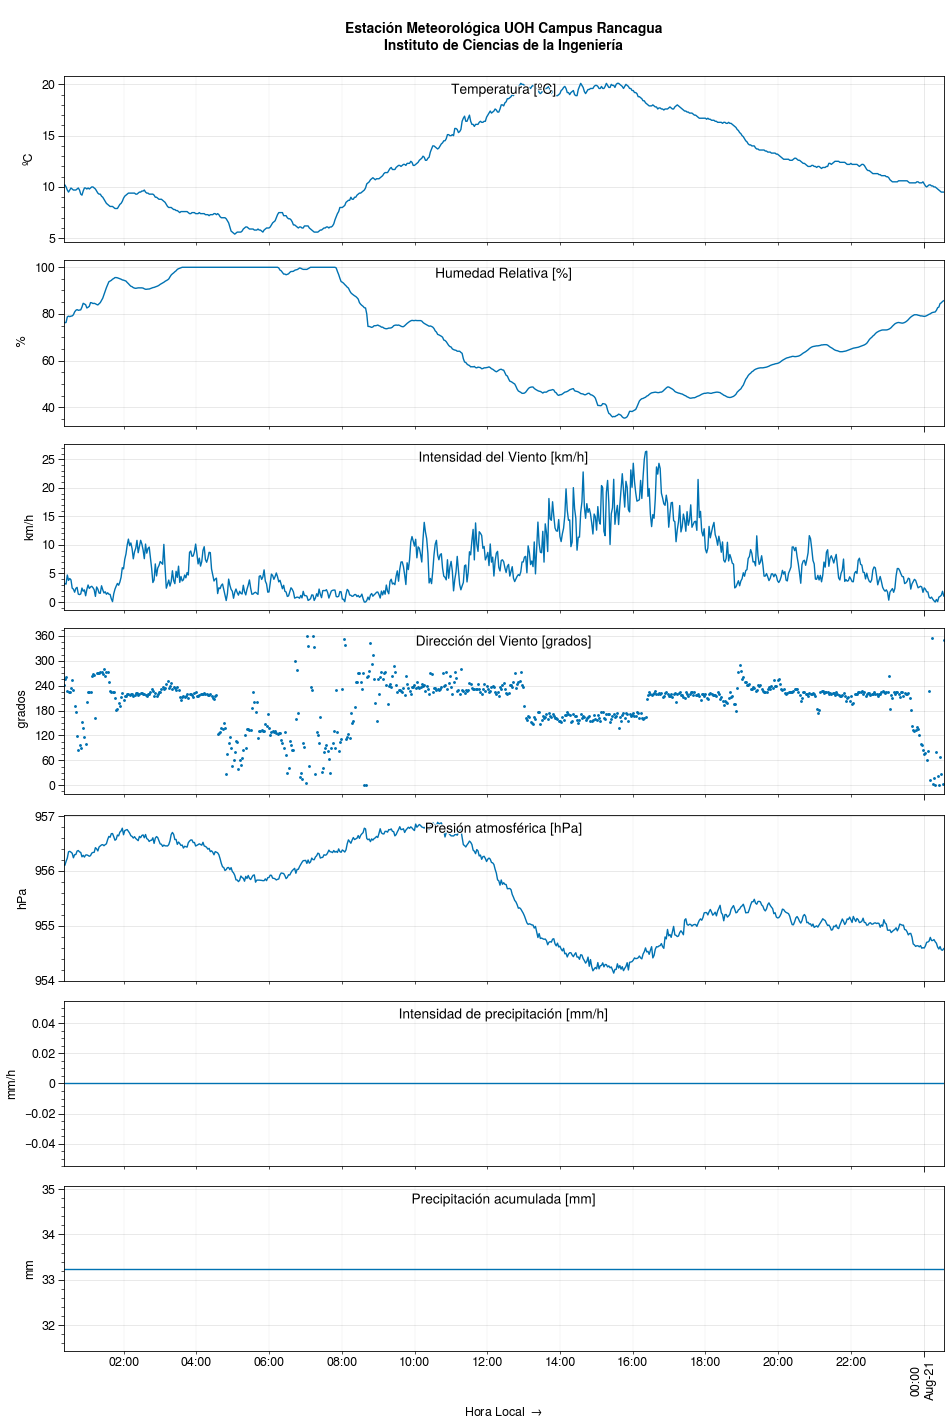 Estación Meteorológica UOH Campus Rancagua
Instituto de Ciencias de la Ingeniería
Temperatura [ºC]
20
15
10
5
ºC
Humedad Relativa [%]
100
80
60
40
%
Intensidad del Viento [km/h]
25
20
15
10
5
0
km/h
Dirección del Viento [grados]
360
300
240
180
120
60
0
grados
Presión atmosférica [hPa]
957
956
955
954
hPa
Intensidad de precipitación [mm/h]
0.04
0.02
0
−0.02
−0.04
mm/h
Precipitación acumulada [mm]
35
34
33
32
mm
02:00 04:00 06:00 08:00 10:00 12:00 14:00 16:00 18:00 20:00 22:00 00:00
Aug-21
Hora Local →